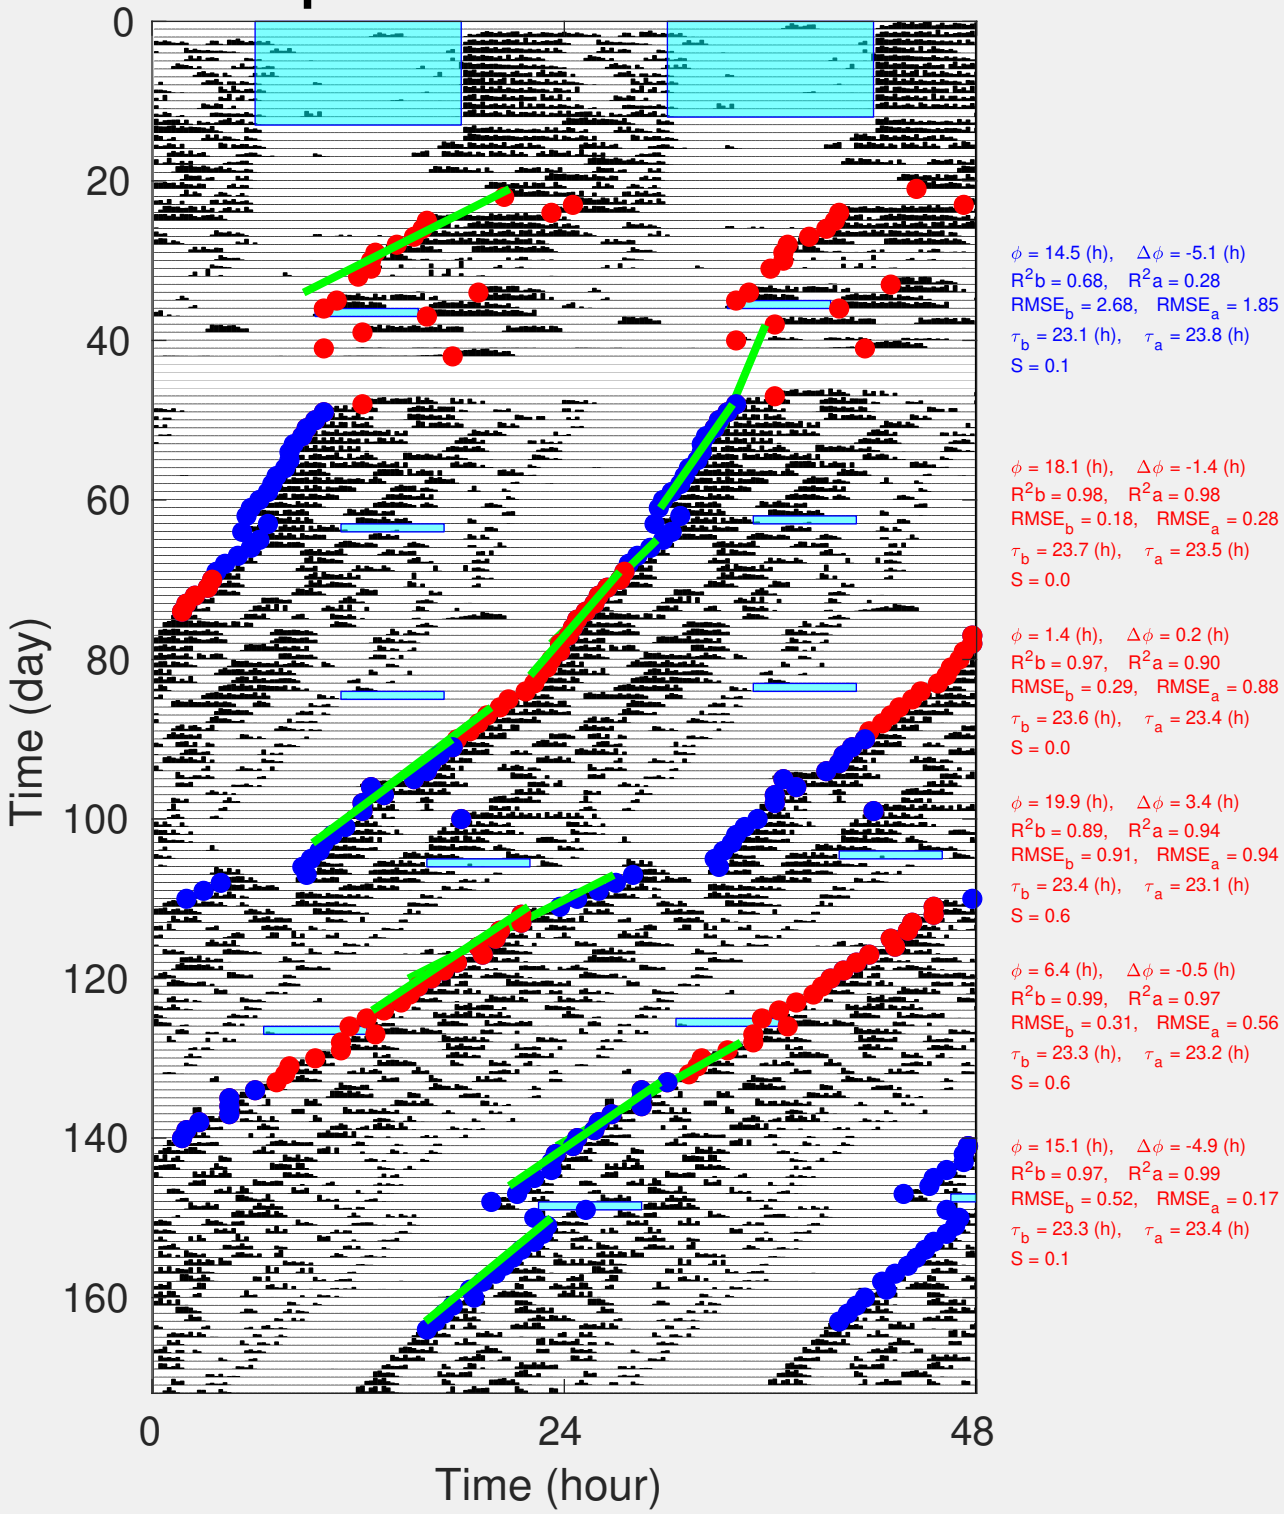 0
20
40
60
80
100
120
140
160
Time (day)
0 24 48
Time (hour)
ϕ = 14.5 (h), Δϕ = -5.1 (h)
R²b = 0.68, R²a = 0.28
RMSE_b = 2.68, RMSE_a = 1.85
τ_b = 23.1 (h), τ_a = 23.8 (h)
S = 0.1
ϕ = 18.1 (h), Δϕ = -1.4 (h)
R²b = 0.98, R²a = 0.98
RMSE_b = 0.18, RMSE_a = 0.28
τ_b = 23.7 (h), τ_a = 23.5 (h)
S = 0.0
ϕ = 1.4 (h), Δϕ = 0.2 (h)
R²b = 0.97, R²a = 0.90
RMSE_b = 0.29, RMSE_a = 0.88
τ_b = 23.6 (h), τ_a = 23.4 (h)
S = 0.0
ϕ = 19.9 (h), Δϕ = 3.4 (h)
R²b = 0.89, R²a = 0.94
RMSE_b = 0.91, RMSE_a = 0.94
τ_b = 23.4 (h), τ_a = 23.1 (h)
S = 0.6
ϕ = 6.4 (h), Δϕ = -0.5 (h)
R²b = 0.99, R²a = 0.97
RMSE_b = 0.31, RMSE_a = 0.56
τ_b = 23.3 (h), τ_a = 23.2 (h)
S = 0.6
ϕ = 15.1 (h), Δϕ = -4.9 (h)
R²b = 0.97, R²a = 0.99
RMSE_b = 0.52, RMSE_a = 0.17
τ_b = 23.3 (h), τ_a = 23.4 (h)
S = 0.1